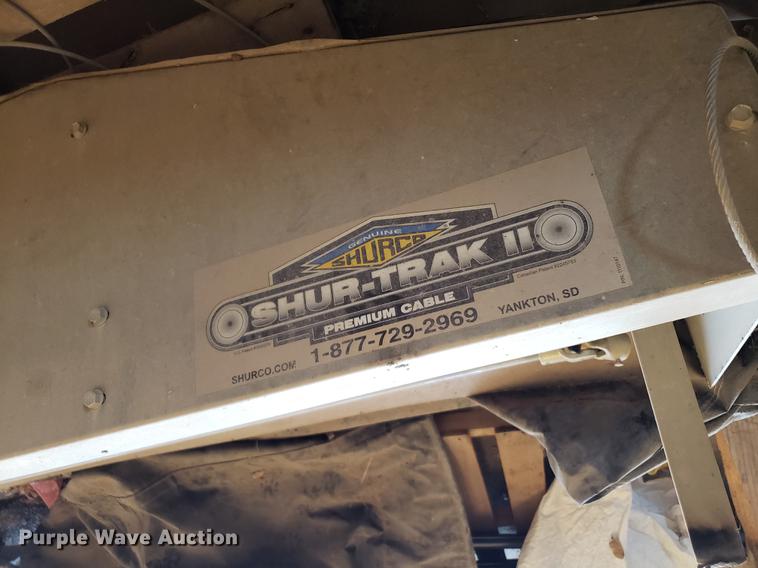 GENUINE
SHURCO
SHUR-TRAK II
PREMIUM CABLE
1-877-729-2969
SHURCO.COM
YANKTON, SD
Purple Wave Auction